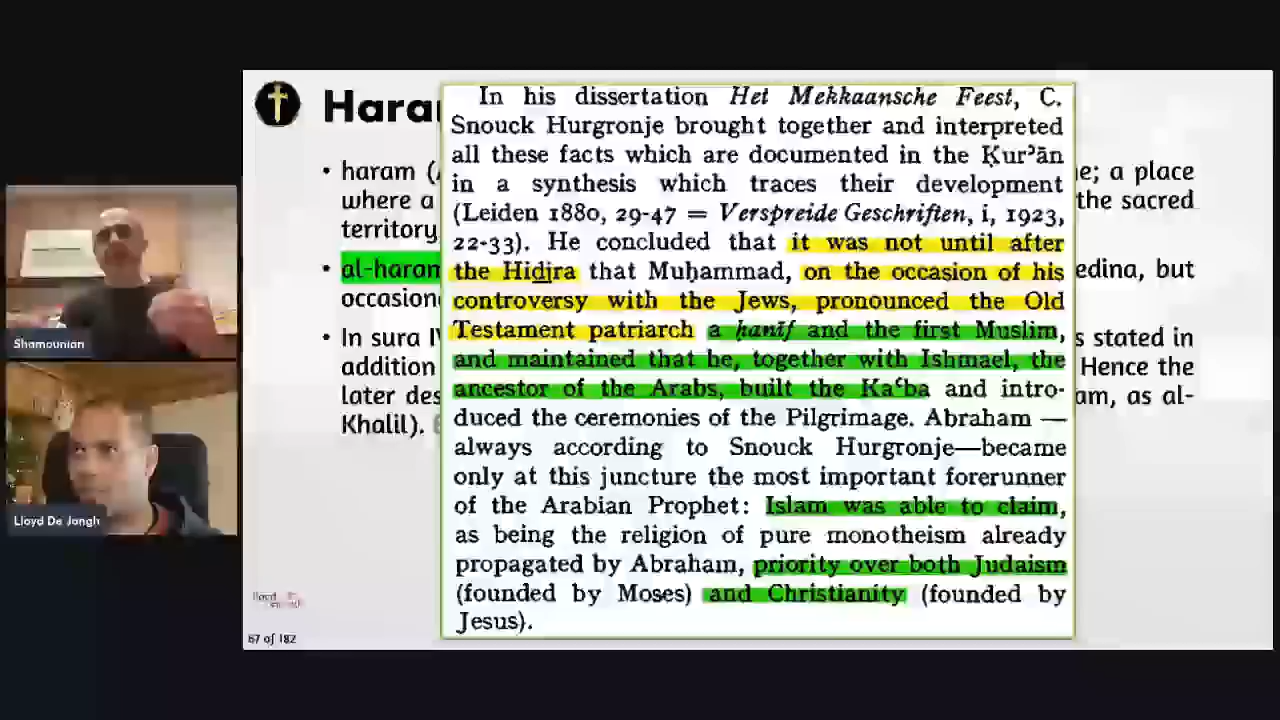 Hara
• haram (
ne; a place
where a
the sacred
territory
• al-haram
edina, but
occasion
• In sura I
s stated in
addition
Hence the
later des
am, as al-
Khalil).
In his dissertation Het Mekkaansche Feest, C.
Snouck Hurgronje brought together and interpreted
all these facts which are documented in the Ḳurʾān
in a synthesis which traces their development
(Leiden 1880, 29-47 = Verspreide Geschriften, i, 1923,
22-33). He concluded that it was not until after
the Hidjra that Muḥammad, on the occasion of his
controversy with the Jews, pronounced the Old
Testament patriarch a ḥanīf and the first Muslim,
and maintained that he, together with Ishmael, the
ancestor of the Arabs, built the Kaʿba and intro-
duced the ceremonies of the Pilgrimage. Abraham —
always according to Snouck Hurgronje—became
only at this juncture the most important forerunner
of the Arabian Prophet: Islam was able to claim,
as being the religion of pure monotheism already
propagated by Abraham, priority over both Judaism
(founded by Moses) and Christianity (founded by
Jesus).
Shamounian
Lloyd De Jongh
67 of 182